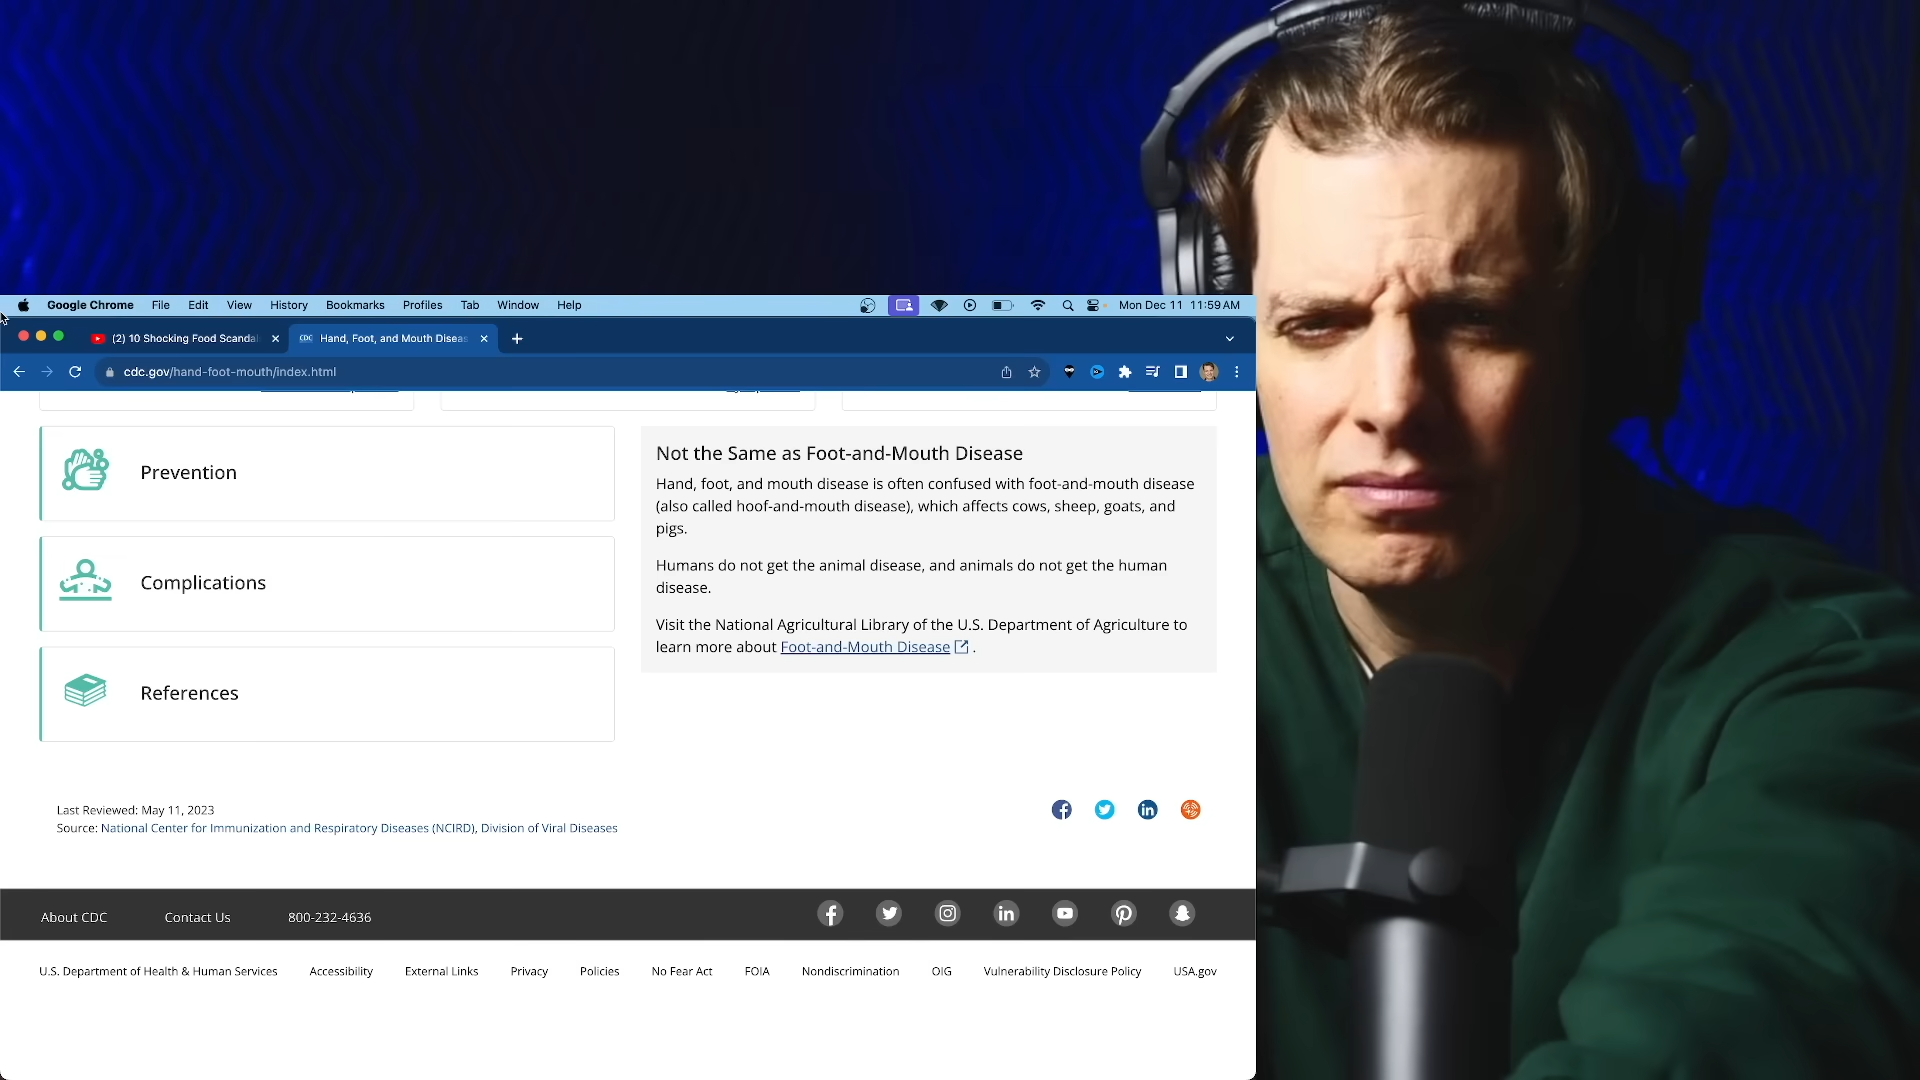 Google Chrome File Edit View History Bookmarks Profiles Tab Window Help Mon Dec 11 11:59 AM
(2) 10 Shocking Food Scandal CDC Hand, Foot, and Mouth Diseas
cdc.gov/hand-foot-mouth/index.html
Prevention
Complications
References
Not the Same as Foot-and-Mouth Disease
Hand, foot, and mouth disease is often confused with foot-and-mouth disease
(also called hoof-and-mouth disease), which affects cows, sheep, goats, and
pigs.
Humans do not get the animal disease, and animals do not get the human
disease.
Visit the National Agricultural Library of the U.S. Department of Agriculture to
learn more about Foot-and-Mouth Disease .
Last Reviewed: May 11, 2023
Source: National Center for Immunization and Respiratory Diseases (NCIRD), Division of Viral Diseases
About CDC Contact Us 800-232-4636
U.S. Department of Health & Human Services Accessibility External Links Privacy Policies No Fear Act FOIA Nondiscrimination OIG Vulnerability Disclosure Policy USA.gov